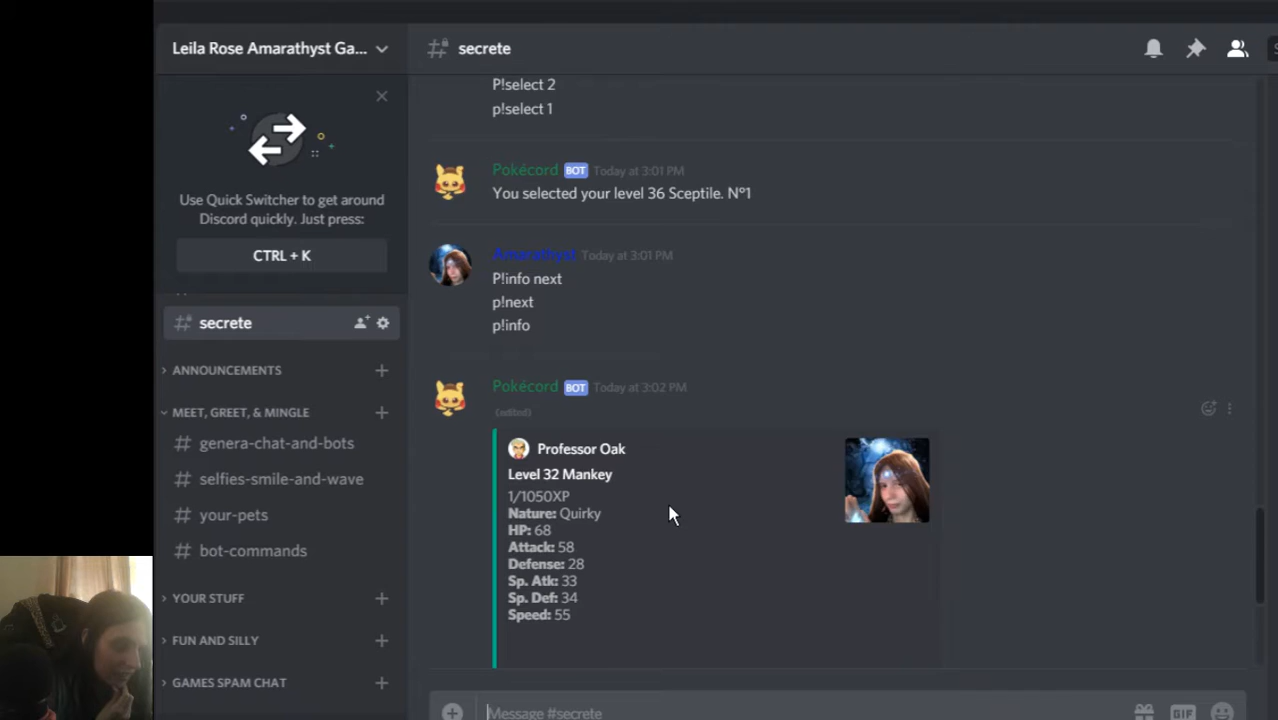 Leila Rose Amarathyst Ga...
secrete
P!select 2
p!select 1
Use Quick Switcher to get around
Discord quickly. Just press:
CTRL + K
Pokécord BOT Today at 3:01 PM
You selected your level 36 Sceptile. N°1
Amarathyst Today at 3:01 PM
P!info next
p!next
p!info
secrete
ANNOUNCEMENTS
MEET, GREET, & MINGLE
genera-chat-and-bots
selfies-smile-and-wave
your-pets
bot-commands
YOUR STUFF
FUN AND SILLY
GAMES SPAM CHAT
Pokécord BOT Today at 3:02 PM
(edited)
Professor Oak
Level 32 Mankey
1/1050XP
Nature: Quirky
HP: 68
Attack: 58
Defense: 28
Sp. Atk: 33
Sp. Def: 34
Speed: 55
Message #secrete
GIF